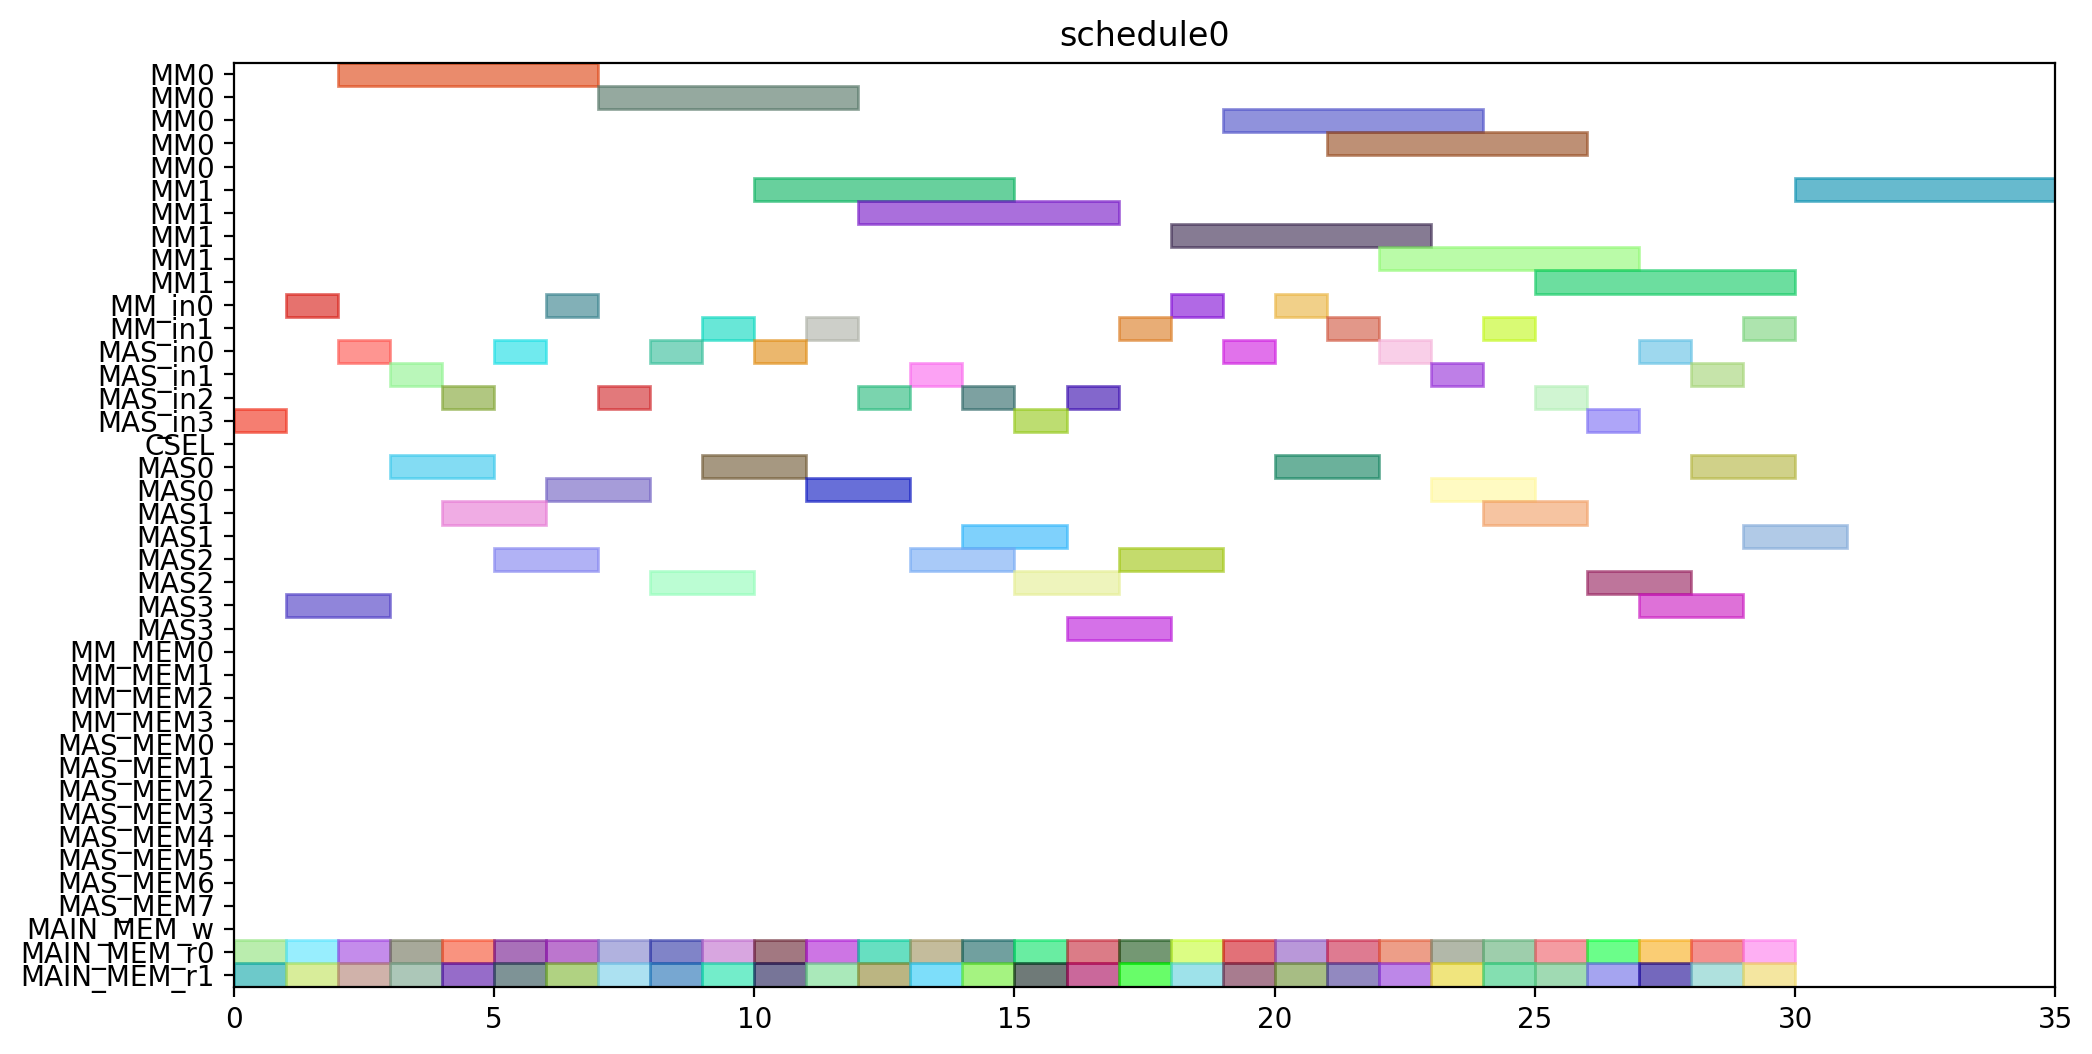 schedule0
MM0
MM0
MM0
MM0
MM0
MM1
MM1
MM1
MM1
MM1
MM_in0
MM_in1
MAS_in0
MAS_in1
MAS_in2
MAS_in3
CSEL
MAS0
MAS0
MAS1
MAS1
MAS2
MAS2
MAS3
MAS3
MM_MEM0
MM_MEM1
MM_MEM2
MM_MEM3
MAS_MEM0
MAS_MEM1
MAS_MEM2
MAS_MEM3
MAS_MEM4
MAS_MEM5
MAS_MEM6
MAS_MEM7
MAIN_MEM_w
MAIN_MEM_r0
MAIN_MEM_r1
0 5 10 15 20 25 30 35